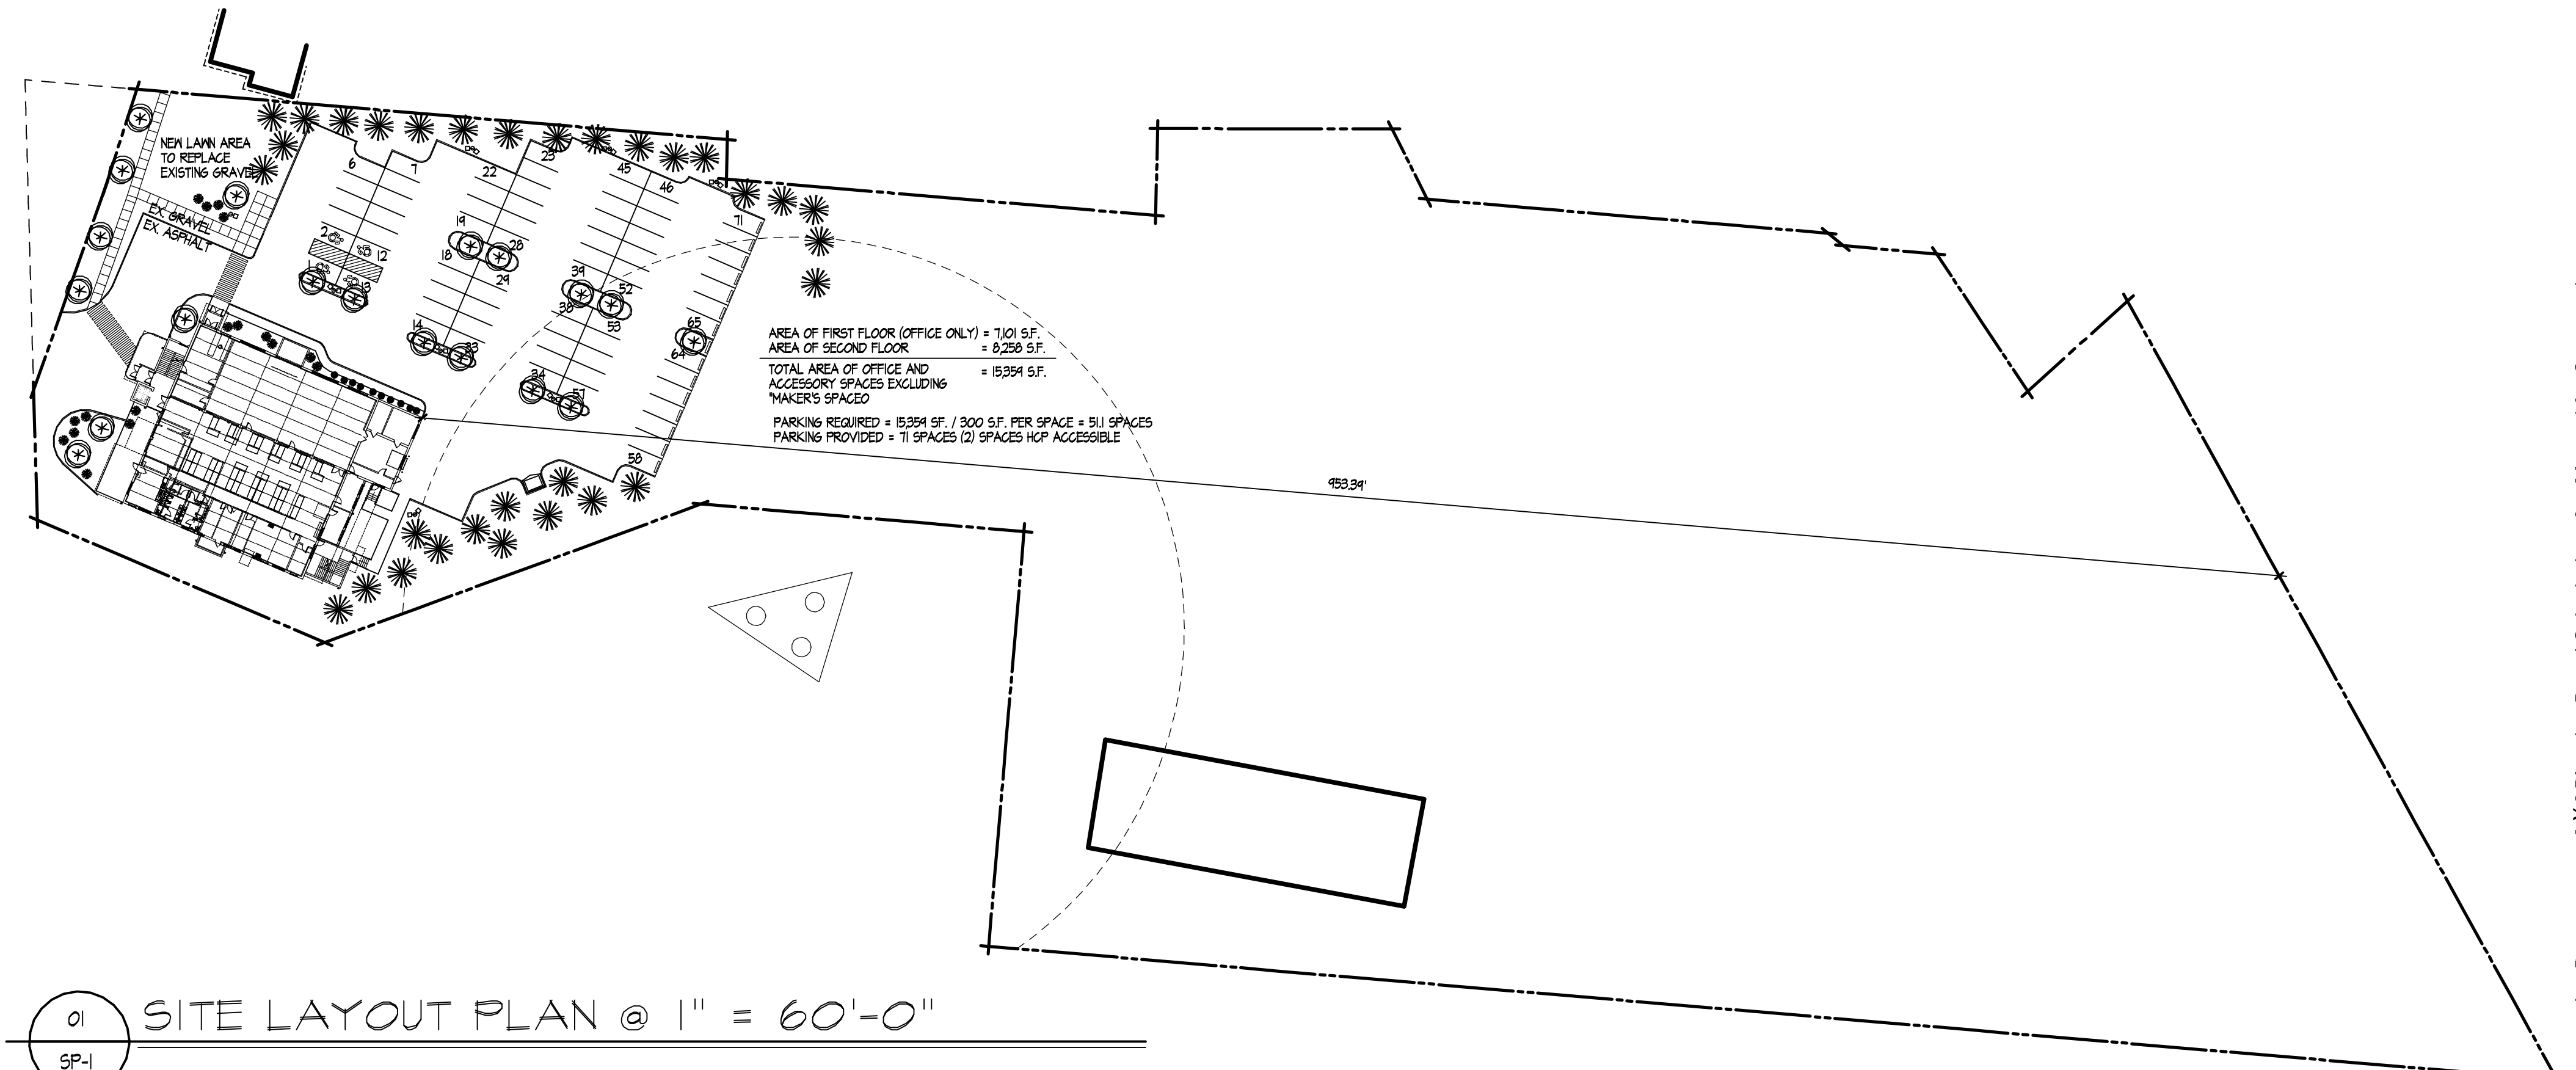 NEW LAWN AREA
TO REPLACE
EXISTING GRAVEL
EX. GRAVEL
EX. ASPHALT
6
7
22
23
45
46
71
2
12
1
13
19
28
18
29
39
52
38
53
14
33
34
57
65
64
58
AREA OF FIRST FLOOR (OFFICE ONLY) = 7,101 S.F.
AREA OF SECOND FLOOR = 8,258 S.F.
TOTAL AREA OF OFFICE AND = 15,359 S.F.
ACCESSORY SPACES EXCLUDING
"MAKER'S SPACEO
PARKING REQUIRED = 15,359 SF. / 300 S.F. PER SPACE = 51.1 SPACES
PARKING PROVIDED = 71 SPACES (2) SPACES HCP ACCESSIBLE
953.39'
01
SP-1
SITE LAYOUT PLAN @ 1" = 60'-0"